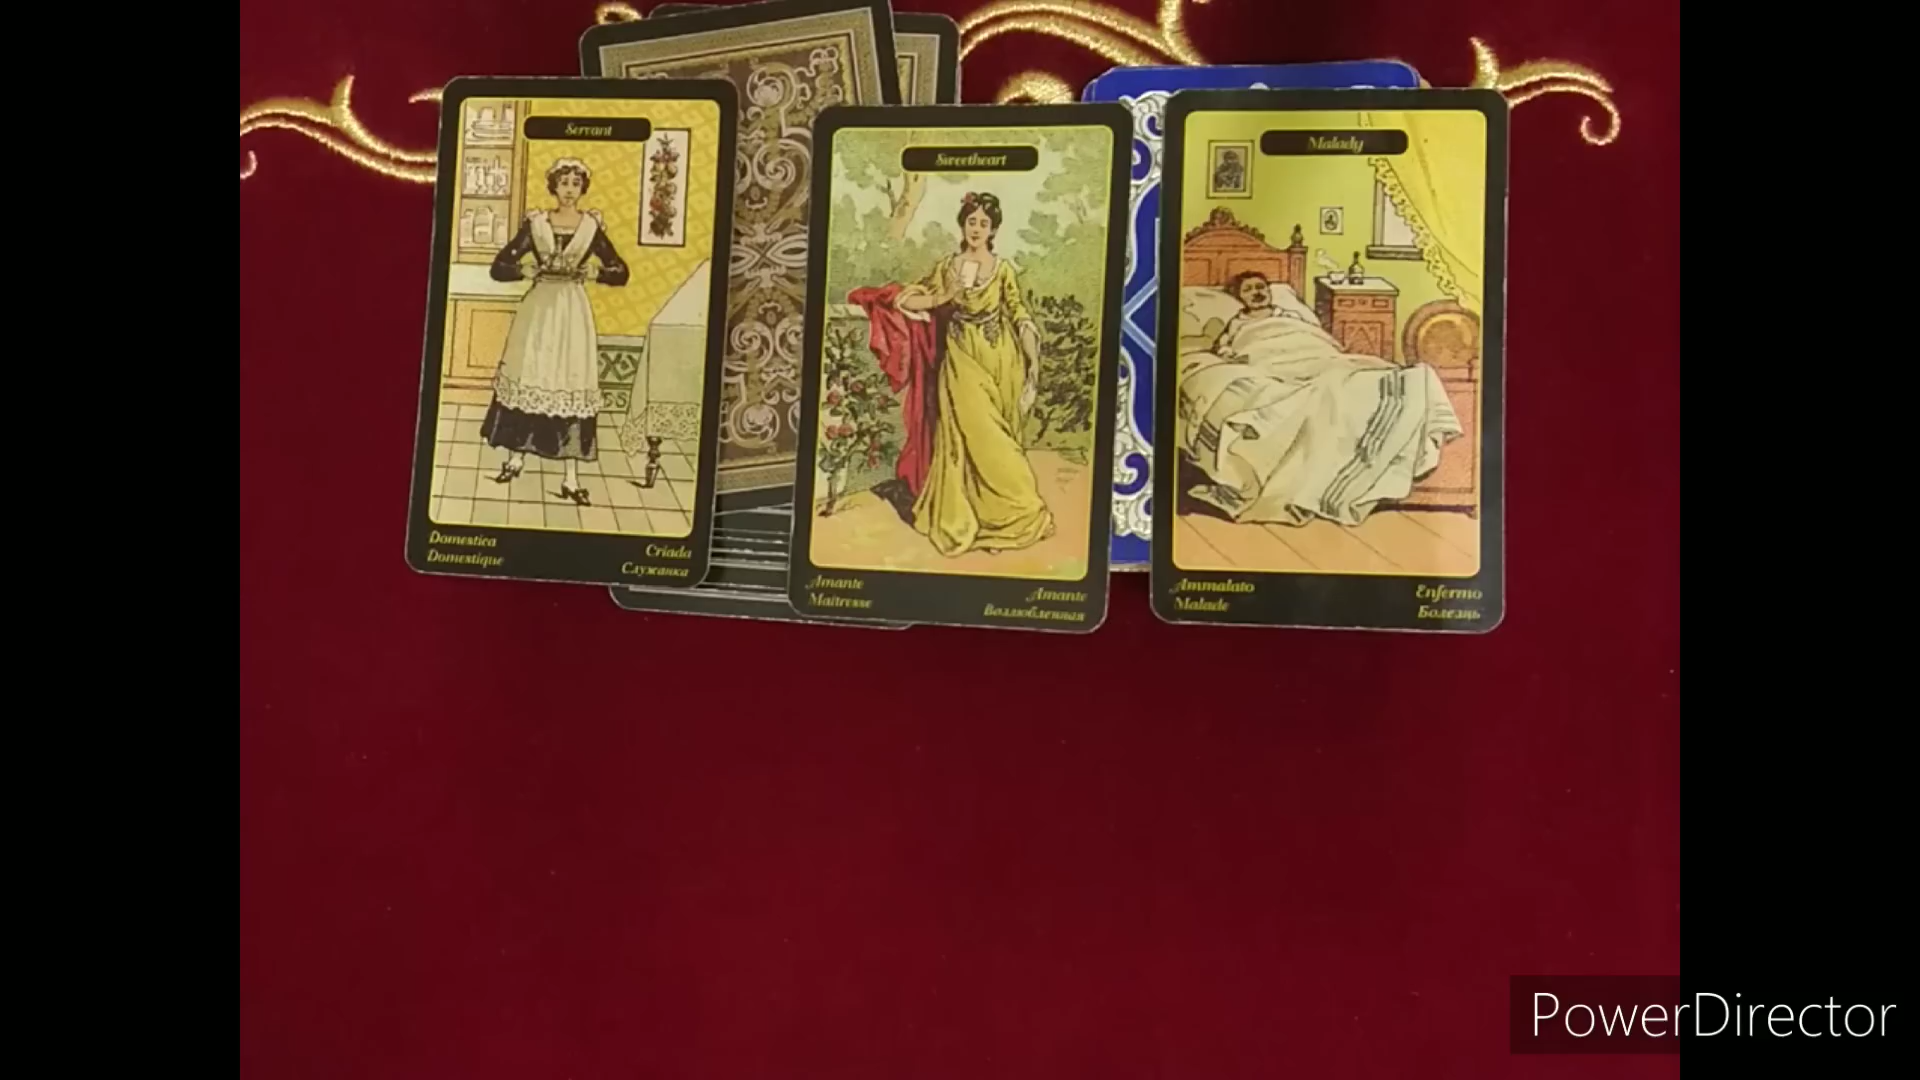 Servant
Domestica
Domestique
Criada
Служанка
Sweetheart
Amante
Maitresse
Amante
Возлюбленная
Malady
Ammalato
Malade
Enfermo
Болезнь
PowerDirector